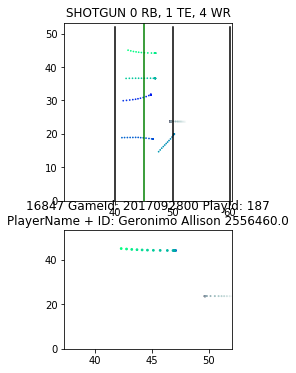 SHOTGUN 0 RB, 1 TE, 4 WR
50
40
30
20
10
0
40 50 60
16847 GameId: 2017092800 PlayId: 187
PlayerName + ID: Geronimo Allison 2556460.0
40
20
0
40 45 50